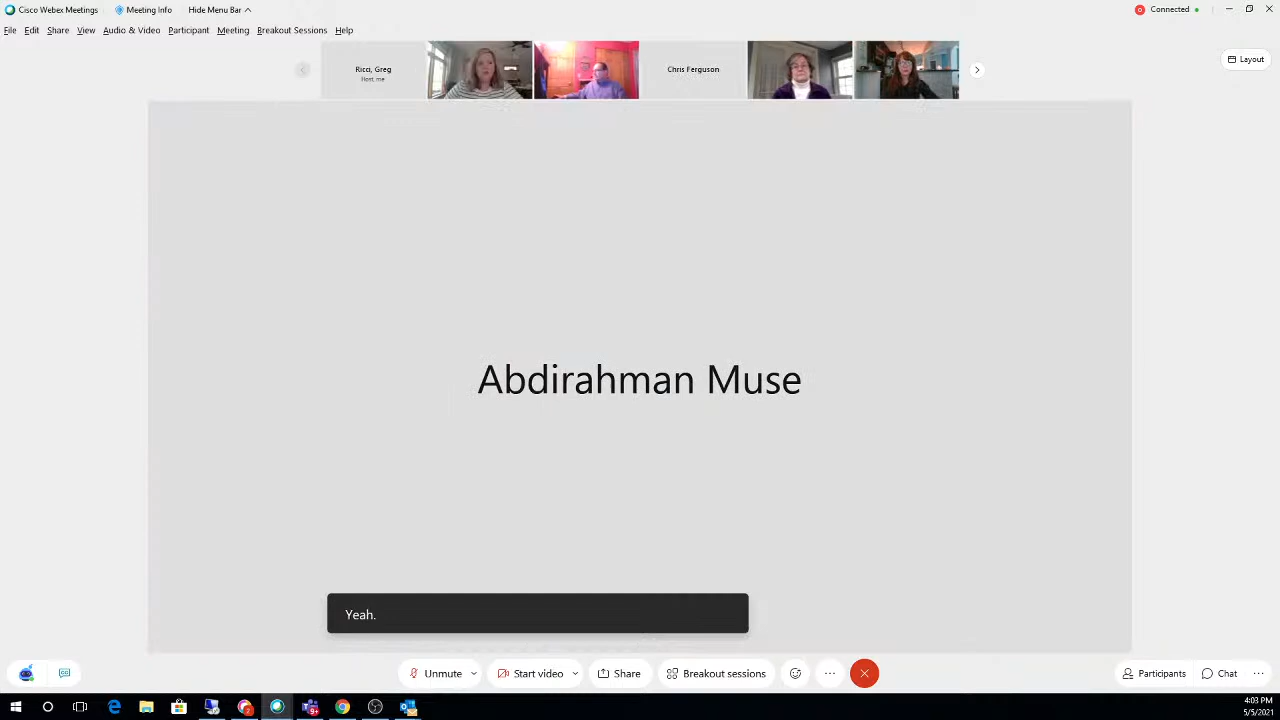 Cisco Webex Meetings Meeting Info Hide Menu Bar Connected
File Edit Share View Audio & Video Participant Meeting Breakout Sessions Help
Ricci, Greg
Host, me
Chris Ferguson
Layout
Abdirahman Muse
Yeah.
Unmute Start video Share Breakout sessions Participants Chat
4:03 PM
5/5/2021